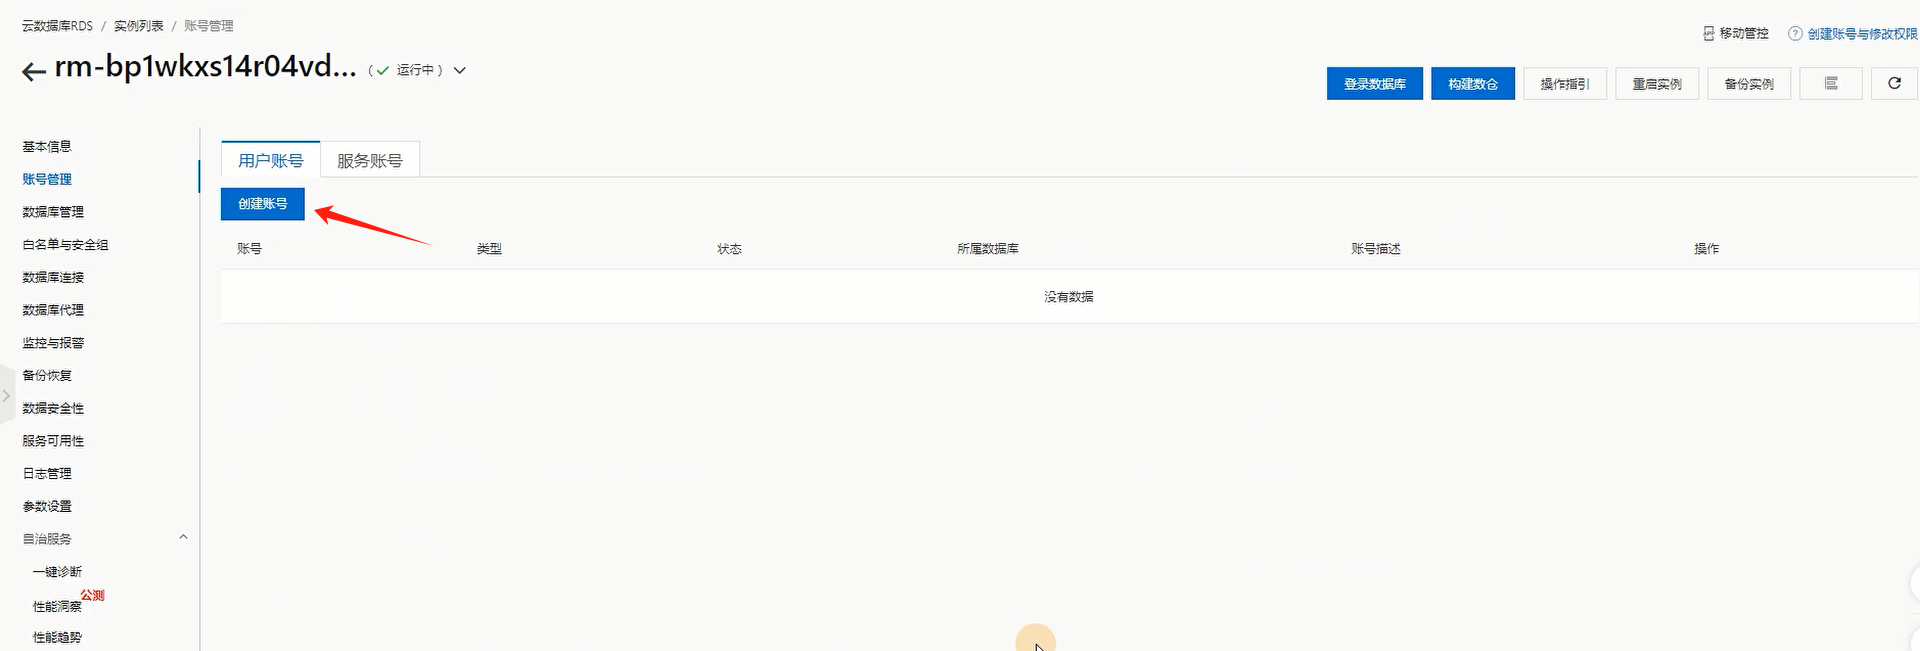 云数据库RDS / 实例列表 / 账号管理
移动管控 ? 创建账号与修改权限
rm-bp1wkxs14r04vd... ( ✓ 运行中 )
登录数据库 构建数仓 操作指引 重启实例 备份实例
基本信息
账号管理
数据库管理
白名单与安全组
数据库连接
数据库代理
监控与报警
备份恢复
数据安全性
服务可用性
日志管理
参数设置
自治服务
一键诊断
公测
性能洞察
性能趋势
用户账号 服务账号
创建账号
账号 类型 状态 所属数据库 账号描述 操作
没有数据